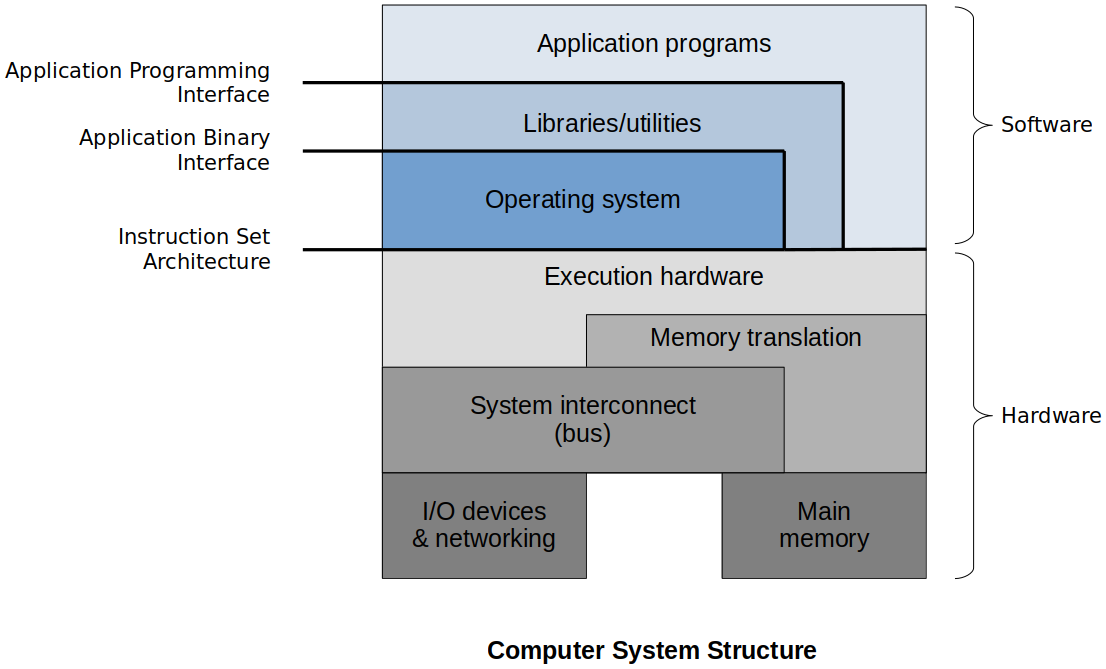 Application programs
Application Programming
Interface
Libraries/utilities
Software
Application Binary
Interface
Operating system
Instruction Set
Architecture
Execution hardware
Memory translation
System interconnect
(bus)
Hardware
I/O devices
& networking
Main
memory
Computer System Structure